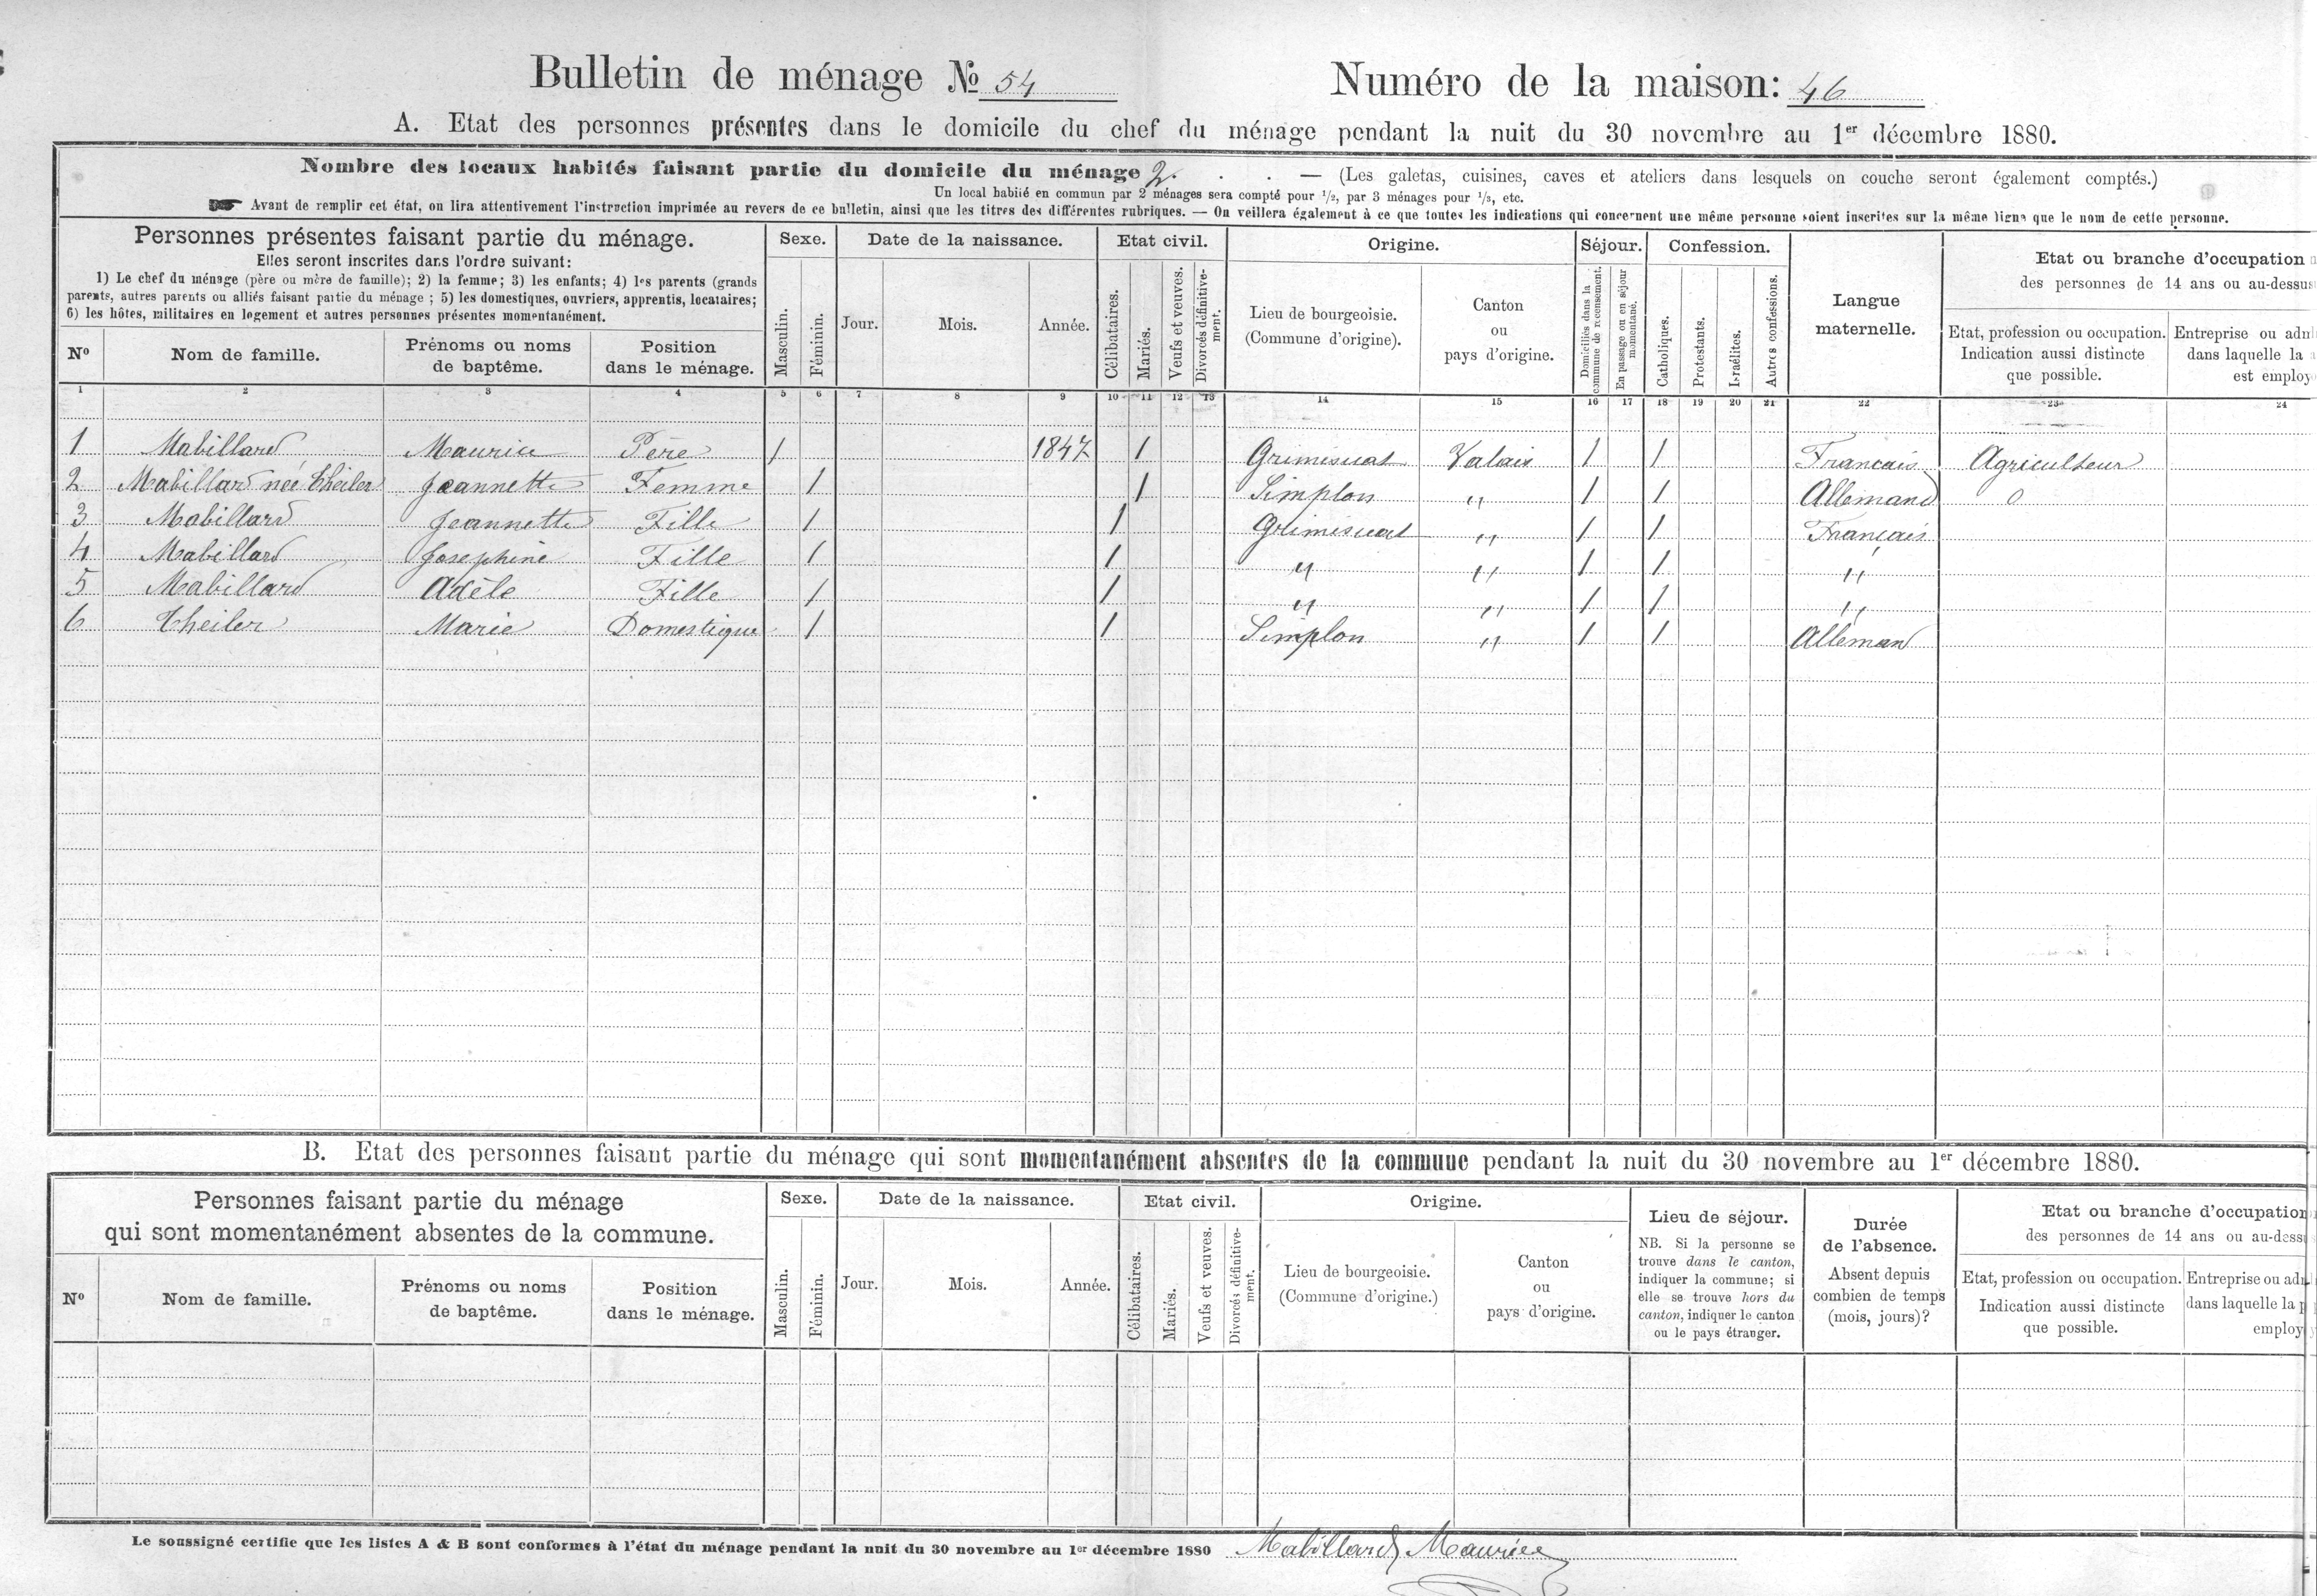 Bulletin de ménage № 54 Numéro de la maison: 46
A. Etat des personnes présentes dans le domicile du chef du ménage pendant la nuit du 30 novembre au 1er décembre 1880.
Nombre des locaux habités faisant partie du domicile du ménage 2. . . — (Les galetas, cuisines, caves et ateliers dans lesquels on couche seront également comptés.)
Un local habité en commun par 2 ménages sera compté pour 1/2, par 3 ménages pour 1/3, etc.
Avant de remplir cet état, on lira attentivement l'instruction imprimée au revers de ce bulletin, ainsi que les titres des différentes rubriques. — On veillera également à ce que toutes les indications qui concernent une même personne soient inscrites sur la même ligne que le nom de cette personne.
Personnes présentes faisant partie du ménage.
Elles seront inscrites dans l'ordre suivant:
1) Le chef du ménage (père ou mère de famille); 2) la femme; 3) les enfants; 4) les parents (grands
parents, autres parents ou alliés faisant partie du ménage; 5) les domestiques, ouvriers, apprentis, locataires;
6) les hôtes, militaires en logement et autres personnes présentes momentanément.
No
Nom de famille.
Prénoms ou noms
de baptême.
Position
dans le ménage.
Sexe.
Masculin.
Féminin.
Date de la naissance.
Jour.
Mois.
Année.
Etat civil.
Célibataires.
Mariés.
Veufs et veuves.
Divorcés définitive-
ment.
Origine.
Lieu de bourgeoisie.
(Commune d'origine).
Canton
ou
pays d'origine.
Séjour.
Domiciliés dans la
commune de recensement.
En passage ou en séjour
momentané.
Confession.
Catholiques.
Protestants.
Israélites.
Autres confessions.
Langue
maternelle.
Etat ou branche d'occupation
des personnes de 14 ans ou au-dessus
Etat, profession ou occupation.
Indication aussi distincte
que possible.
Entreprise ou adm
dans laquelle la
est employ
1 2 3 4 5 6 7 8 9 10 11 12 13 14 15 16 17 18 19 20 21 22 23 24
1 Mabillard Maurice Père 1 1847 1 Grimisuat Valais 1 1 Français Agriculteur
2 Mabillard née Theiler Jeannette Femme 1 1 Simplon " 1 1 Allemand 0
3 Mabillard Jeannette Fille 1 1 Grimisuat " 1 1 Français
4 Mabillard Josephine Fille 1 1 " " 1 1 "
5 Mabillard Adèle Fille 1 1 " " 1 1 "
6 Theiler Marie Domestique 1 1 Simplon " 1 1 Alleman
B. Etat des personnes faisant partie du ménage qui sont momentanément absentes de la commune pendant la nuit du 30 novembre au 1er décembre 1880.
Personnes faisant partie du ménage
qui sont momentanément absentes de la commune.
No
Nom de famille.
Prénoms ou noms
de baptême.
Position
dans le ménage.
Sexe.
Masculin.
Féminin.
Date de la naissance.
Jour.
Mois.
Année.
Etat civil.
Célibataires.
Mariés.
Veufs et veuves.
Divorcés définitive-
ment.
Origine.
Lieu de bourgeoisie.
(Commune d'origine.)
Canton
ou
pays d'origine.
Lieu de séjour.
NB. Si la personne se
trouve dans le canton,
indiquer la commune; si
elle se trouve hors du
canton, indiquer le canton
ou le pays étranger.
Durée
de l'absence.
Absent depuis
combien de temps
(mois, jours)?
Etat ou branche d'occupation
des personnes de 14 ans ou au-dess
Etat, profession ou occupation.
Indication aussi distincte
que possible.
Entreprise ou adm
dans laquelle la p
employ
Le soussigné certifie que les listes A & B sont conformes à l'état du ménage pendant la nuit du 30 novembre au 1er décembre 1880 Mabillard Maurice